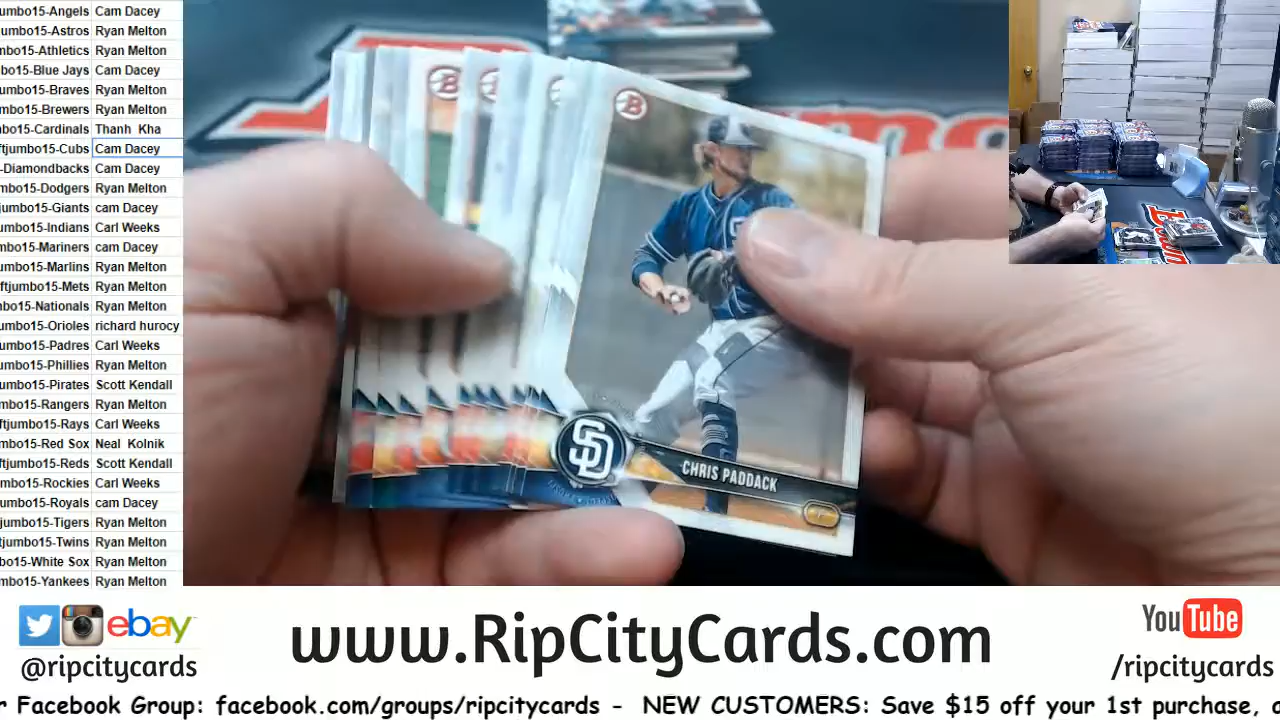 umbo15-Angels Cam Dacey
umbo15-Astros Ryan Melton
mbo15-Athletics Ryan Melton
bo15-Blue Jays Cam Dacey
umbo15-Braves Ryan Melton
mbo15-Brewers Ryan Melton
mbo15-Cardinals Thanh Kha
ftjumbo15-Cubs Cam Dacey
-Diamondbacks Cam Dacey
mbo15-Dodgers Ryan Melton
jumbo15-Giants cam Dacey
umbo15-Indians Carl Weeks
mbo15-Mariners cam Dacey
umbo15-Marlins Ryan Melton
ftjumbo15-Mets Ryan Melton
mbo15-Nationals Ryan Melton
umbo15-Orioles richard hurocy
umbo15-Padres Carl Weeks
umbo15-Phillies Ryan Melton
jumbo15-Pirates Scott Kendall
mbo15-Rangers Ryan Melton
ftjumbo15-Rays Carl Weeks
mbo15-Red Sox Neal Kolnik
ftjumbo15-Reds Scott Kendall
mbo15-Rockies Carl Weeks
umbo15-Royals cam Dacey
jumbo15-Tigers Ryan Melton
tjumbo15-Twins Ryan Melton
bo15-White Sox Ryan Melton
mbo15-Yankees Ryan Melton
B
SD
CHRIS PADDACK
ebay
@ripcitycards
www.RipCityCards.com
YouTube
/ripcitycards
r Facebook Group: facebook.com/groups/ripcitycards - NEW CUSTOMERS: Save $15 off your 1st purchase,